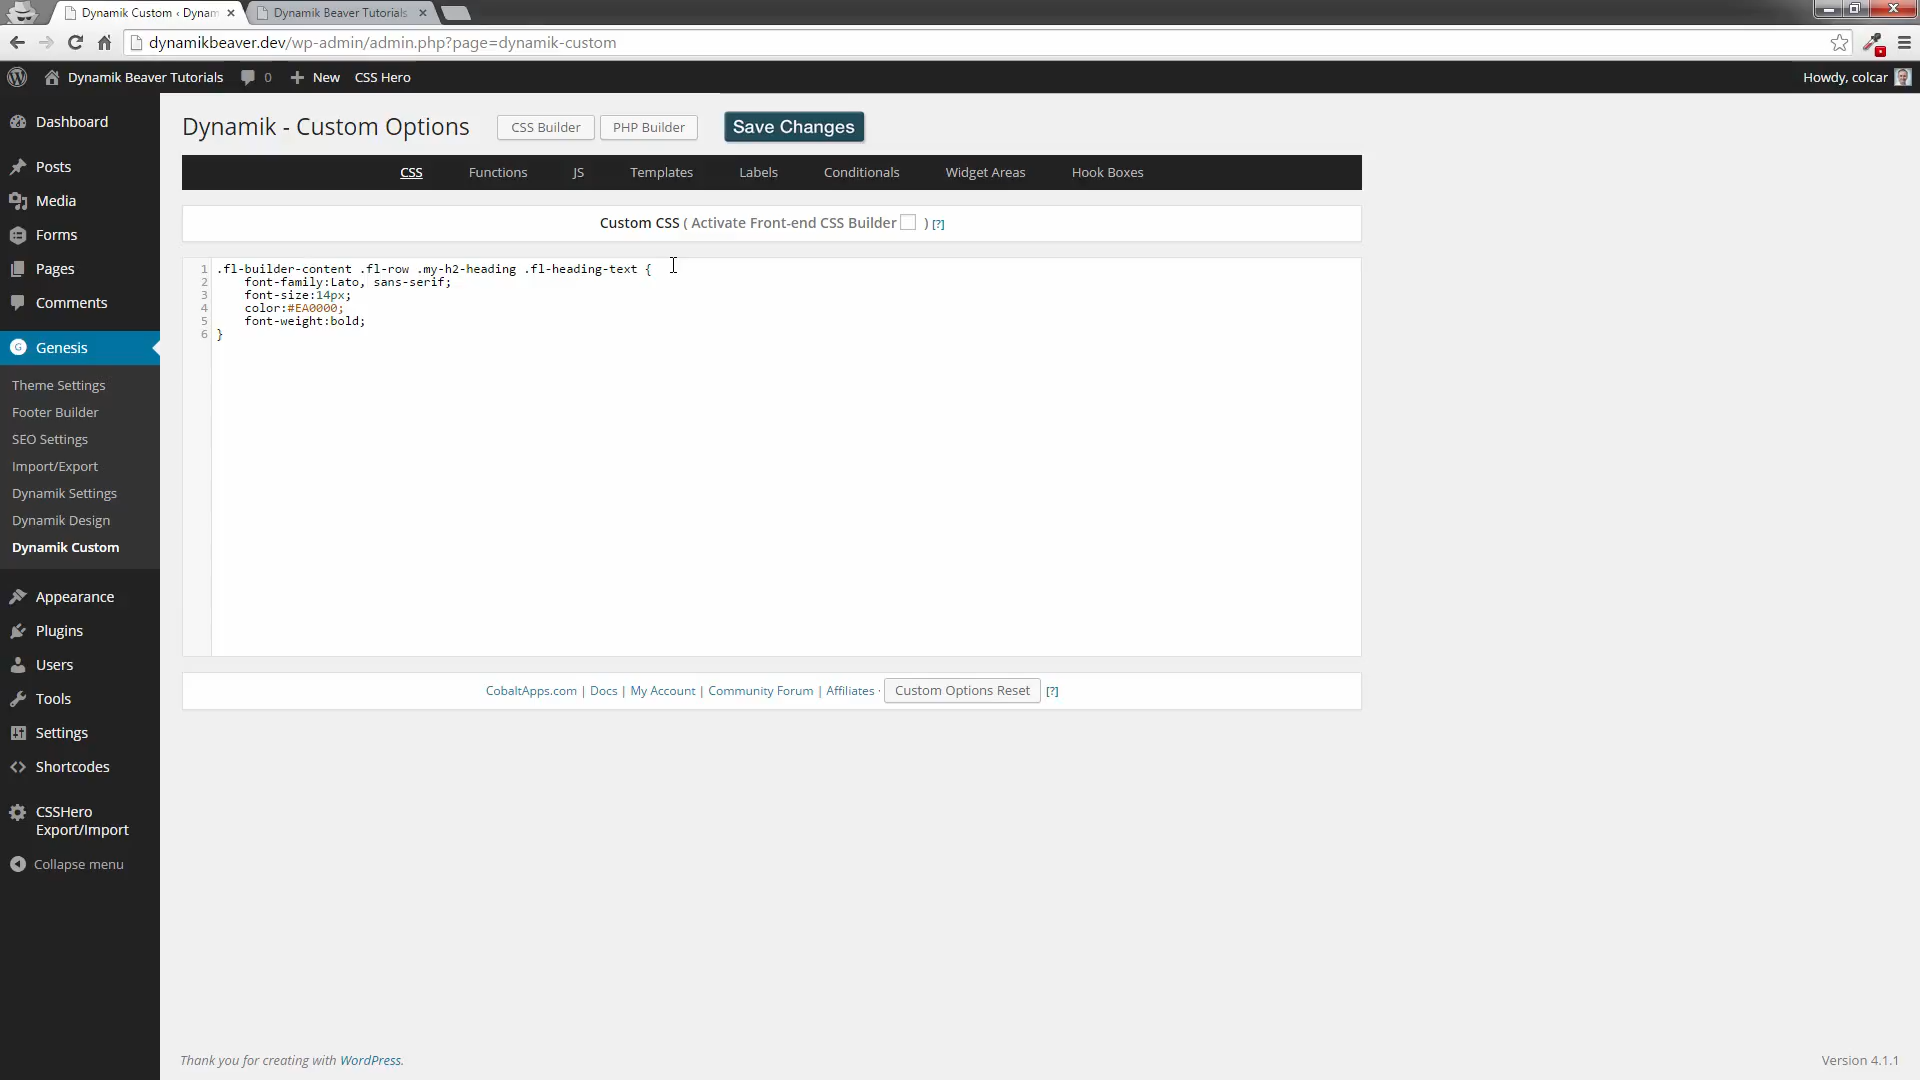 Dynamik Custom ‹ Dynam
Dynamik Beaver Tutorials
dynamikbeaver.dev/wp-admin/admin.php?page=dynamik-custom
Dynamik Beaver Tutorials 0 New CSS Hero Howdy, colcar
Dashboard
Posts
Media
Forms
Pages
Comments
Genesis
Theme Settings
Footer Builder
SEO Settings
Import/Export
Dynamik Settings
Dynamik Design
Dynamik Custom
Appearance
Plugins
Users
Tools
Settings
Shortcodes
CSSHero
Export/Import
Collapse menu
Dynamik - Custom Options CSS Builder PHP Builder Save Changes
CSS Functions JS Templates Labels Conditionals Widget Areas Hook Boxes
Custom CSS ( Activate Front-end CSS Builder ) [?]
1 .fl-builder-content .fl-row .my-h2-heading .fl-heading-text {
2 font-family:Lato, sans-serif;
3 font-size:14px;
4 color:#EA0000;
5 font-weight:bold;
6 }
CobaltApps.com | Docs | My Account | Community Forum | Affiliates · Custom Options Reset [?]
Thank you for creating with WordPress. Version 4.1.1